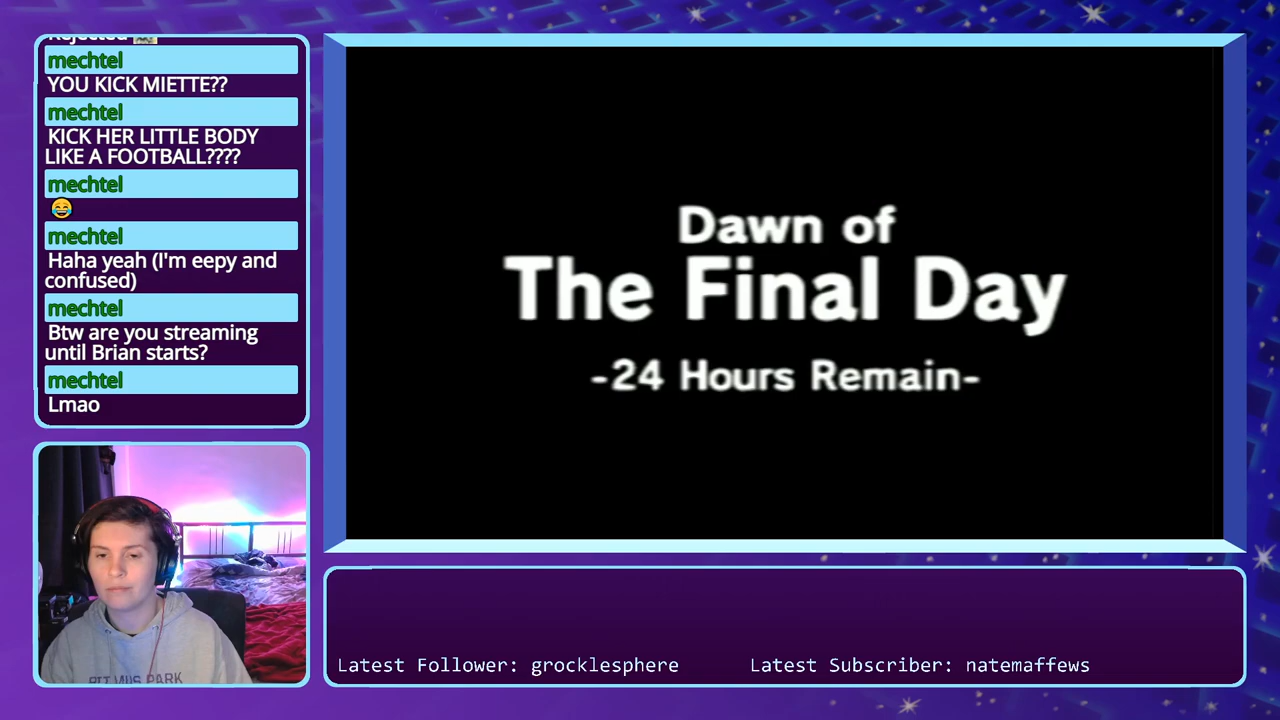 Rejected
mechtel
YOU KICK MIETTE??
mechtel
KICK HER LITTLE BODY
LIKE A FOOTBALL????
mechtel
mechtel
Haha yeah (I'm eepy and
confused)
mechtel
Btw are you streaming
until Brian starts?
mechtel
Lmao
Dawn of
The Final Day
-24 Hours Remain-
PARK
Latest Follower: grocklesphere
Latest Subscriber: natemaffews